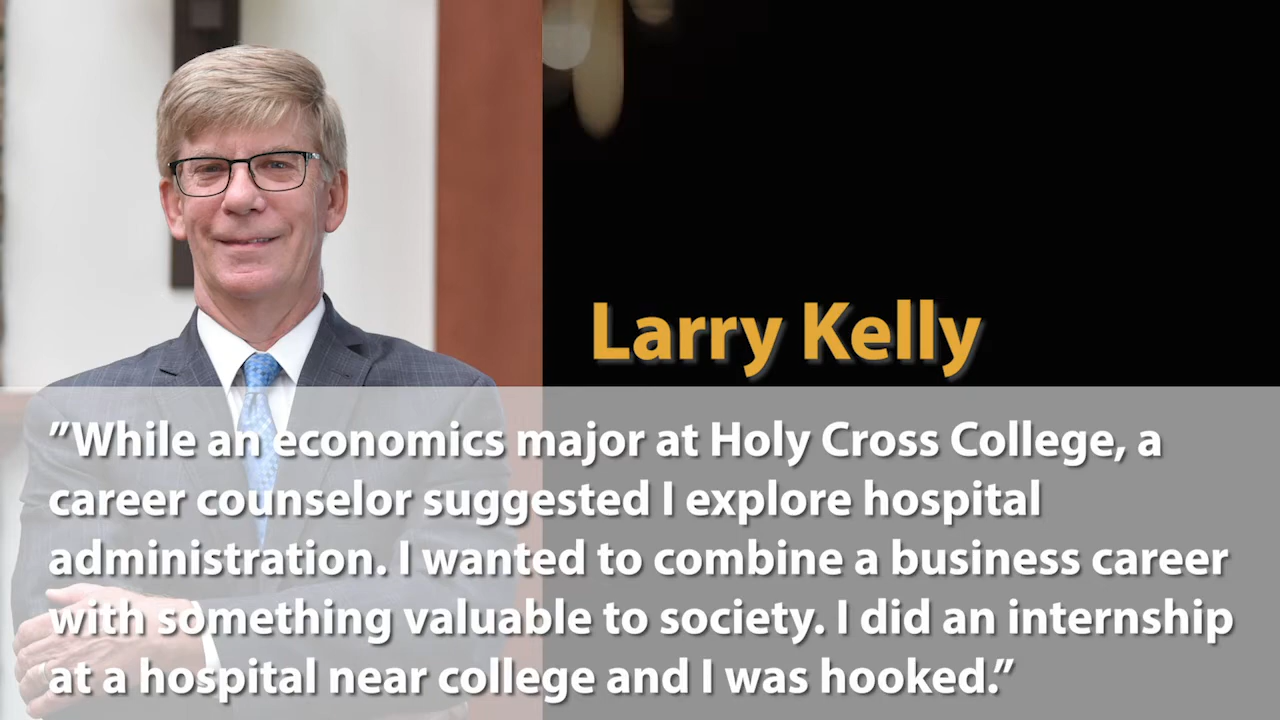 Larry Kelly
”While an economics major at Holy Cross College, a
career counselor suggested I explore hospital
administration. I wanted to combine a business career
with something valuable to society. I did an internship
at a hospital near college and I was hooked.”